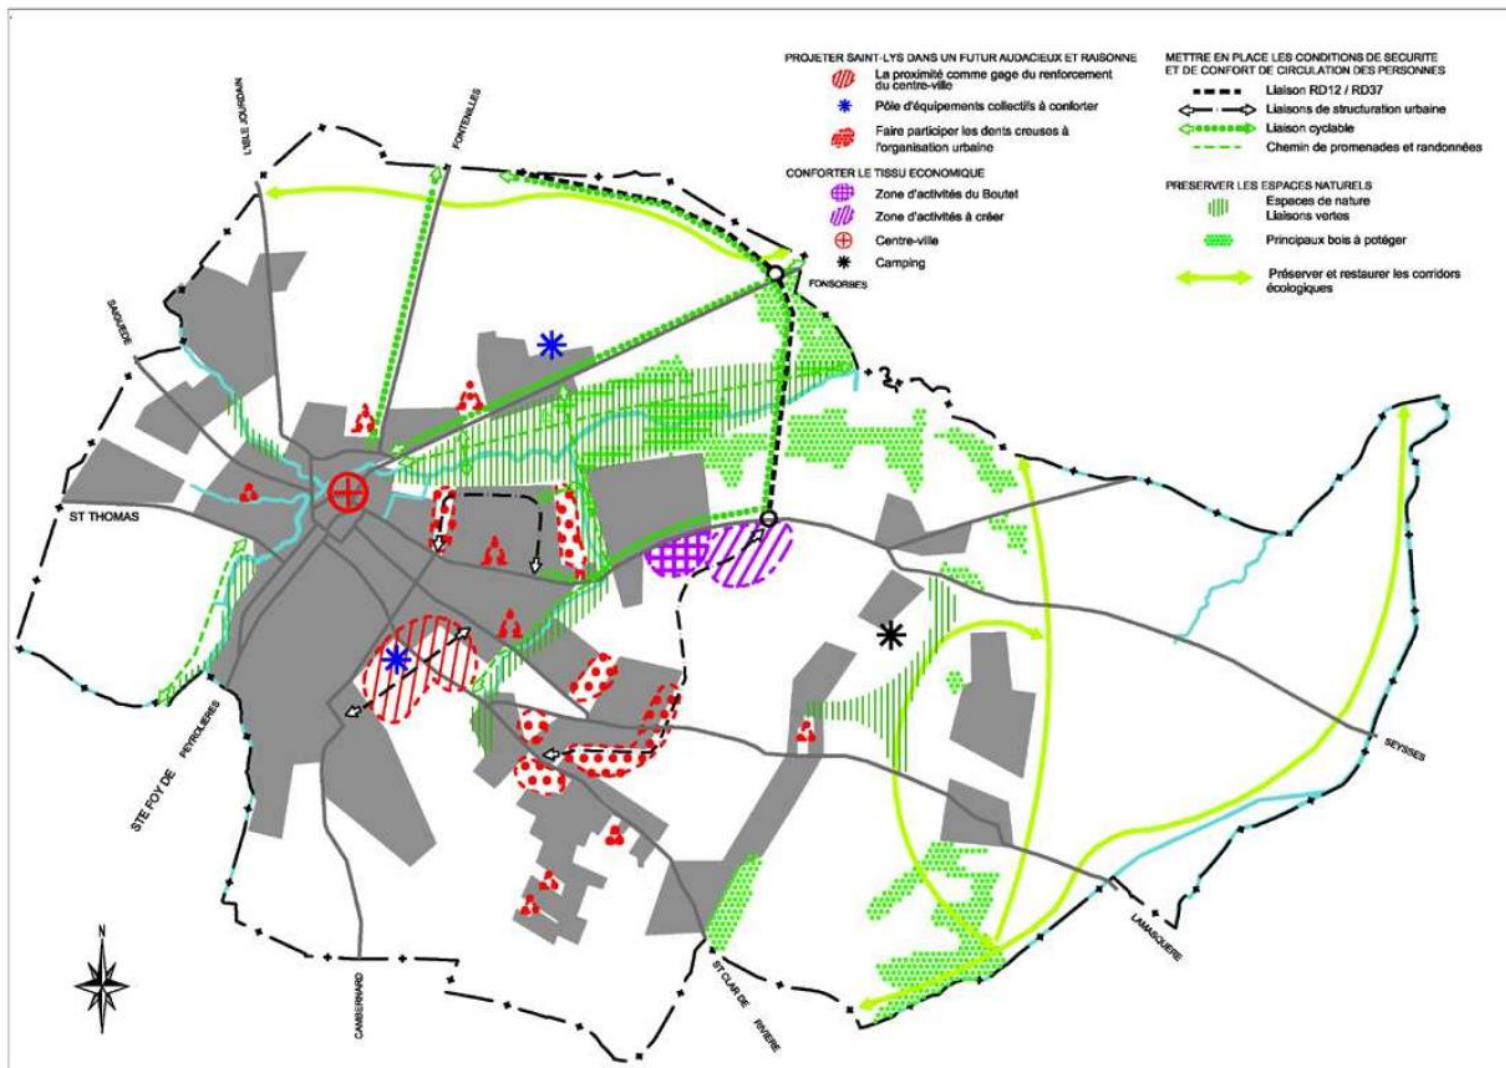 PROJETER SAINT-LYS DANS UN FUTUR AUDACIEUX ET RAISONNE
La proximité comme gage du renforcement
du centre-ville
Pôle d'équipements collectifs à conforter
Faire participer les dents creuses à
l'organisation urbaine
CONFORTER LE TISSU ECONOMIQUE
Zone d'activités du Boutet
Zone d'activités à créer
Centre-ville
Camping
METTRE EN PLACE LES CONDITIONS DE SECURITE
ET DE CONFORT DE CIRCULATION DES PERSONNES
Liaison RD12 / RD37
Liaisons de structuration urbaine
Liaison cyclable
Chemin de promenades et randonnées
PRESERVER LES ESPACES NATURELS
Espaces de nature
Liaisons vertes
Principaux bois à potéger
Préserver et restaurer les corridors
écologiques
L'ISLE JOURDAIN
FONTENILLES
SAIGUEDE
FONSORBES
ST THOMAS
STE FOY DE PEYROLIERES
SEYSSES
LAMASQUERE
ST CLAR DE RIVIERE
CAMBERNARD
N